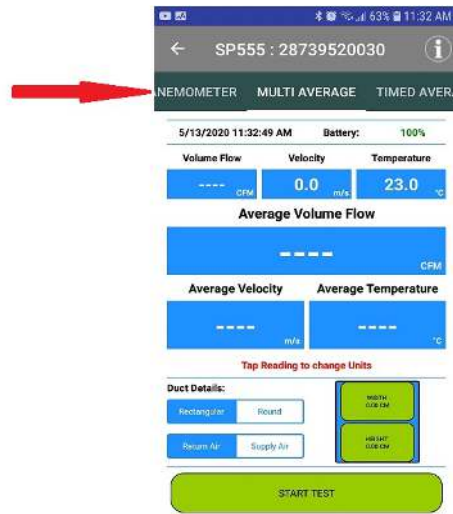 63% 11:32 AM
SP555 : 28739520030
NEMOMETER MULTI AVERAGE TIMED AVER
5/13/2020 11:32:49 AM Battery: 100%
Volume Flow Velocity Temperature
---- CFM 0.0 m/s 23.0 °C
Average Volume Flow
---- CFM
Average Velocity Average Temperature
---- m/s ---- °C
Tap Reading to change Units
Duct Details:
Rectangular Round
WIDTH
0.00 CM
Return Air Supply Air
HEIGHT
0.00 CM
START TEST